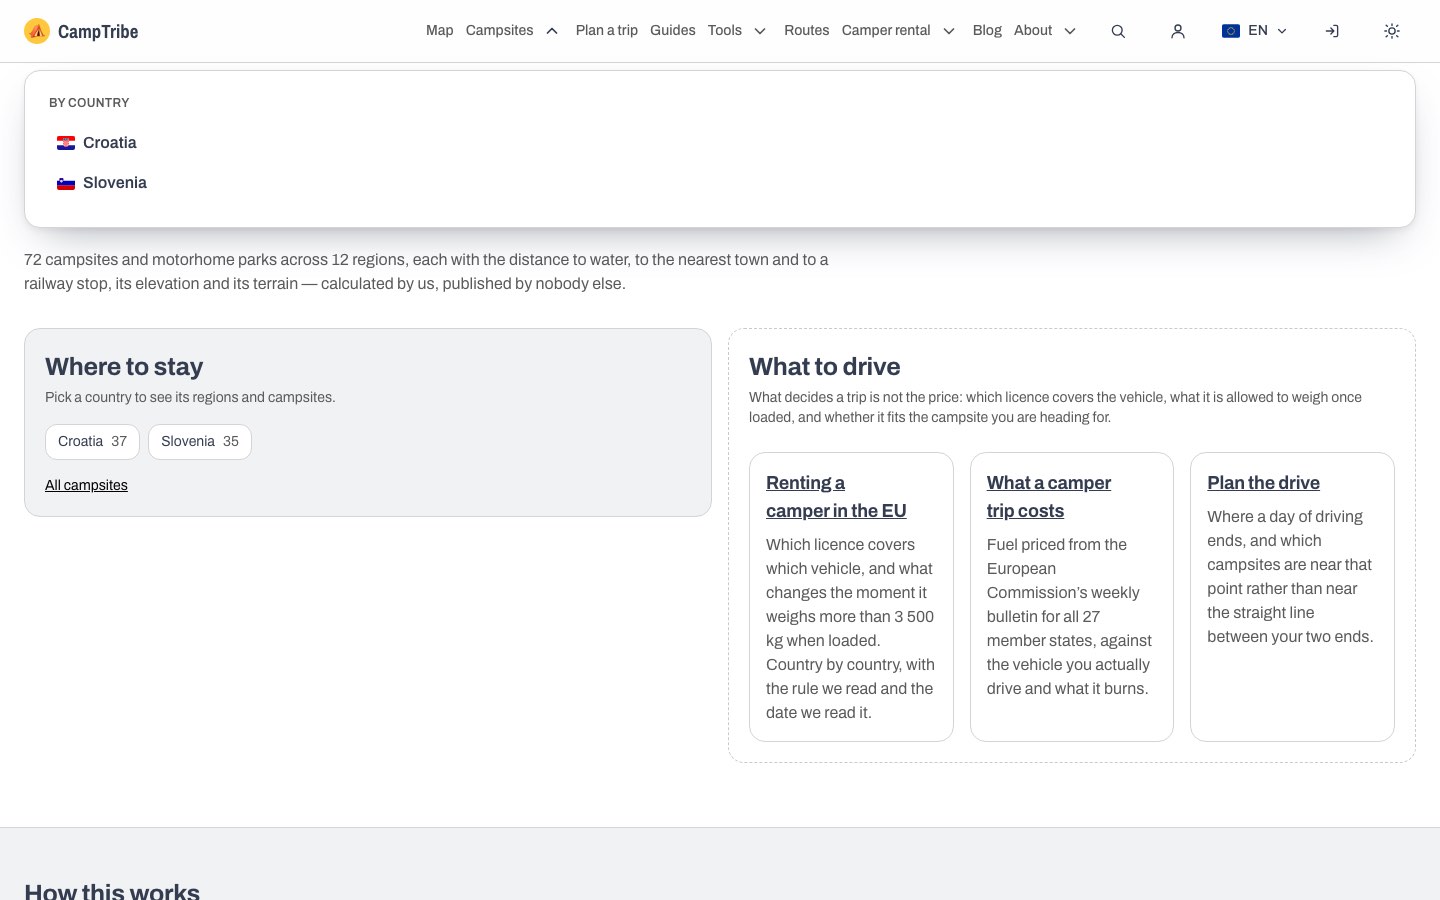 CampTribe
Map Campsites Plan a trip Guides Tools Routes Camper rental Blog About EN
BY COUNTRY
Croatia
Slovenia
72 campsites and motorhome parks across 12 regions, each with the distance to water, to the nearest town and to a
railway stop, its elevation and its terrain — calculated by us, published by nobody else.
Where to stay
Pick a country to see its regions and campsites.
Croatia 37 Slovenia 35
All campsites
What to drive
What decides a trip is not the price: which licence covers the vehicle, what it is allowed to weigh once
loaded, and whether it fits the campsite you are heading for.
Renting a
camper in the EU
Which licence covers
which vehicle, and what
changes the moment it
weighs more than 3 500
kg when loaded.
Country by country, with
the rule we read and the
date we read it.
What a camper
trip costs
Fuel priced from the
European
Commission's weekly
bulletin for all 27
member states, against
the vehicle you actually
drive and what it burns.
Plan the drive
Where a day of driving
ends, and which
campsites are near that
point rather than near
the straight line
between your two ends.
How this works